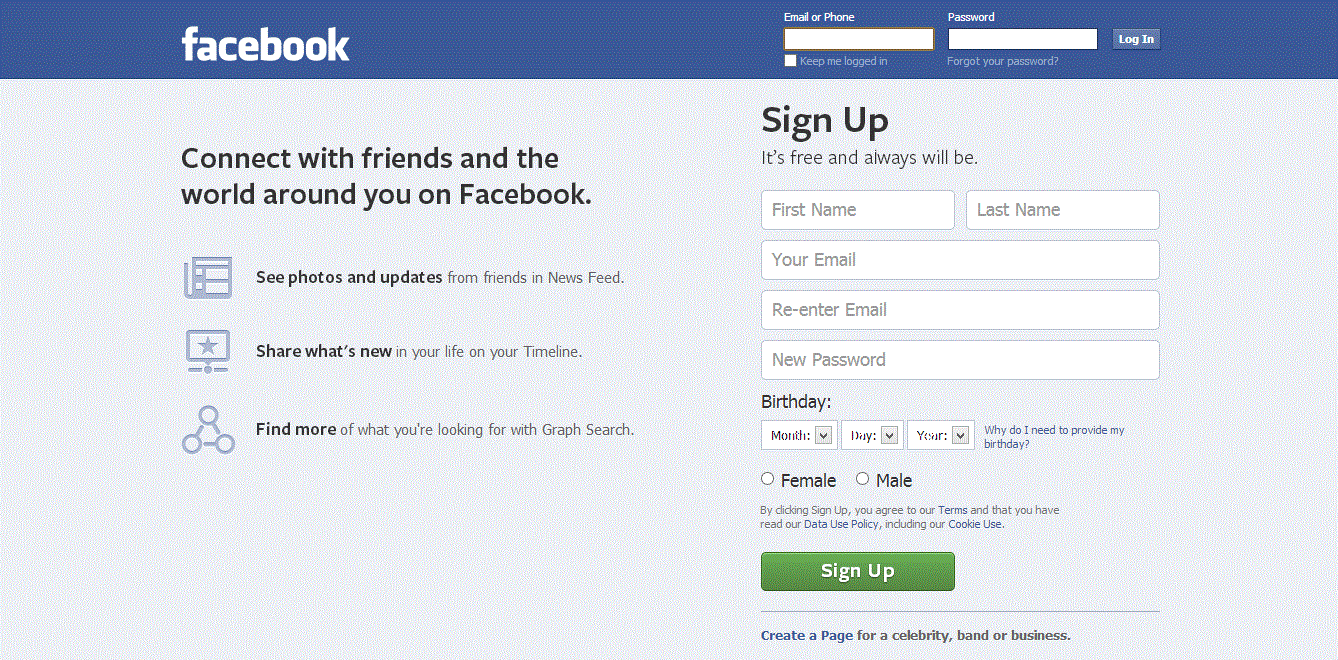 facebook
Email or Phone
Password
Log In
Keep me logged in
Forgot your password?
Connect with friends and the
world around you on Facebook.
See photos and updates from friends in News Feed.
Share what's new in your life on your Timeline.
Find more of what you're looking for with Graph Search.
Sign Up
It's free and always will be.
First Name
Last Name
Your Email
Re-enter Email
New Password
Birthday:
Month:
Day:
Year:
Why do I need to provide my
birthday?
Female
Male
By clicking Sign Up, you agree to our Terms and that you have
read our Data Use Policy, including our Cookie Use.
Sign Up
Create a Page for a celebrity, band or business.